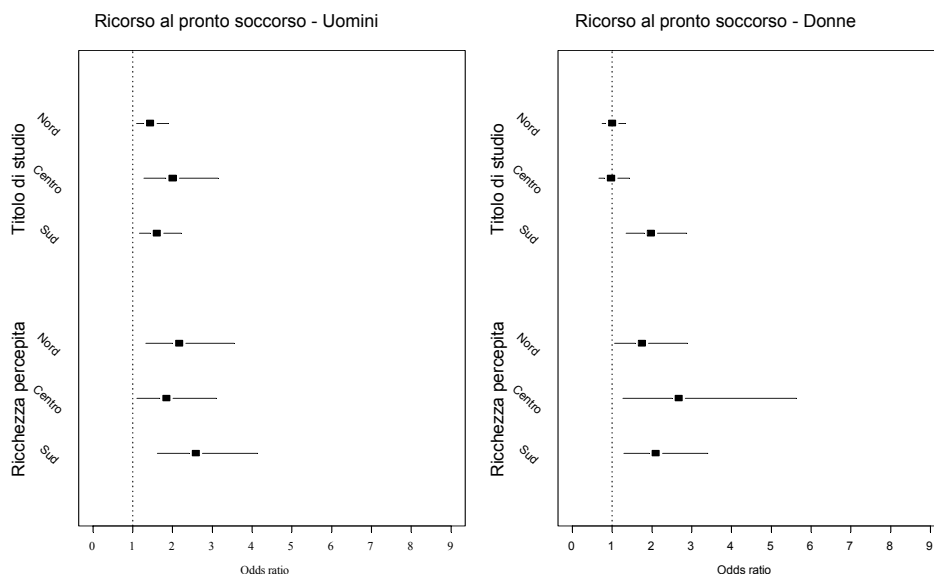 Ricorso al pronto soccorso - Uomini
Titolo di studio
Nord
Centro
Sud
Ricchezza percepita
Nord
Centro
Sud
0 1 2 3 4 5 6 7 8 9
Odds ratio
Ricorso al pronto soccorso - Donne
Titolo di studio
Nord
Centro
Sud
Ricchezza percepita
Nord
Centro
Sud
0 1 2 3 4 5 6 7 8 9
Odds ratio